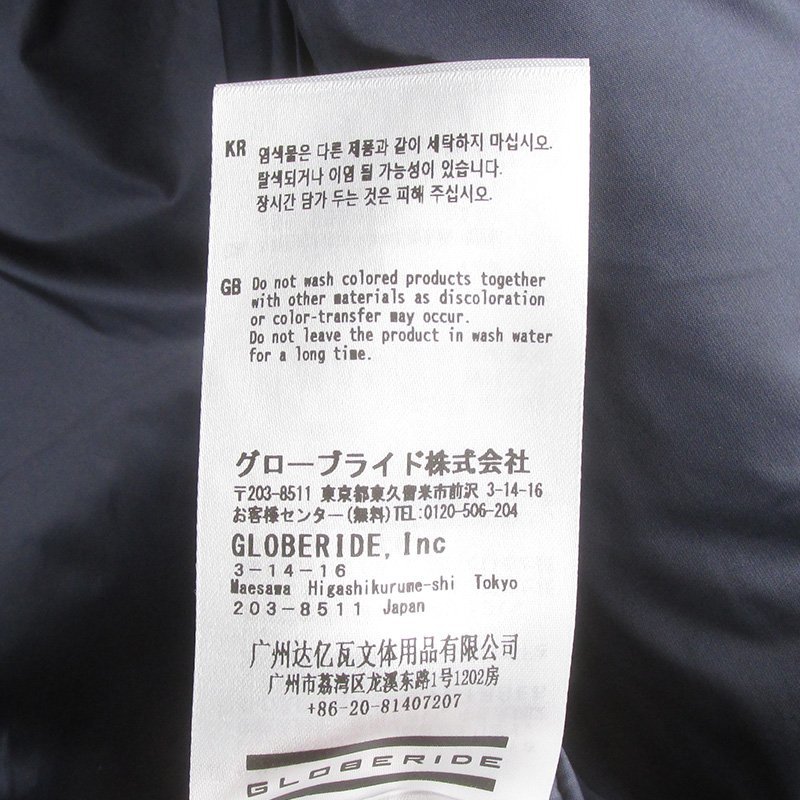 KR 염색물은 다른 제품과 같이 세탁하지 마십시오.
탈색되거나 이염 될 가능성이 있습니다.
장시간 담가 두는 것은 피해 주십시오.
GB Do not wash colored products together
with other materials as discoloration
or color-transfer may occur.
Do not leave the product in wash water
for a long time.
グローブライド株式会社
〒203-8511 東京都東久留米市前沢 3-14-16
お客様センター(無料)TEL:0120-506-204
GLOBERIDE, Inc
3-14-16
Maesawa Higashikurume-shi Tokyo
203-8511 Japan
广州达亿瓦文体用品有限公司
广州市荔湾区龙溪东路1号1202房
+86-20-81407207
GLOBERIDE